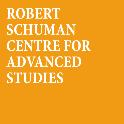 ROBERT
SCHUMAN
CENTRE FOR
ADVANCED
STUDIES